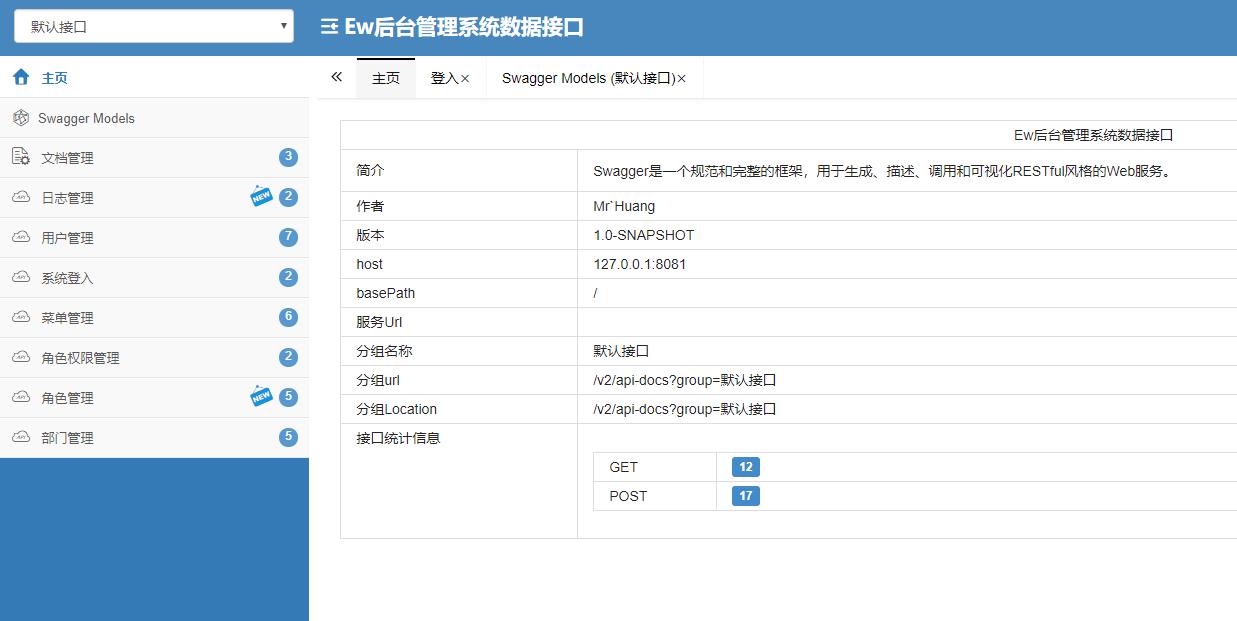 默认接口
Ew后台管理系统数据接口
主页
Swagger Models
文档管理 3
日志管理 NEW 2
用户管理 7
系统登入 2
菜单管理 6
角色权限管理 2
角色管理 NEW 5
部门管理 5
主页 登入× Swagger Models (默认接口)×
Ew后台管理系统数据接口
简介 Swagger是一个规范和完整的框架，用于生成、描述、调用和可视化RESTful风格的Web服务。
作者 Mr`Huang
版本 1.0-SNAPSHOT
host 127.0.0.1:8081
basePath /
服务Url
分组名称 默认接口
分组url /v2/api-docs?group=默认接口
分组Location /v2/api-docs?group=默认接口
接口统计信息
GET 12
POST 17